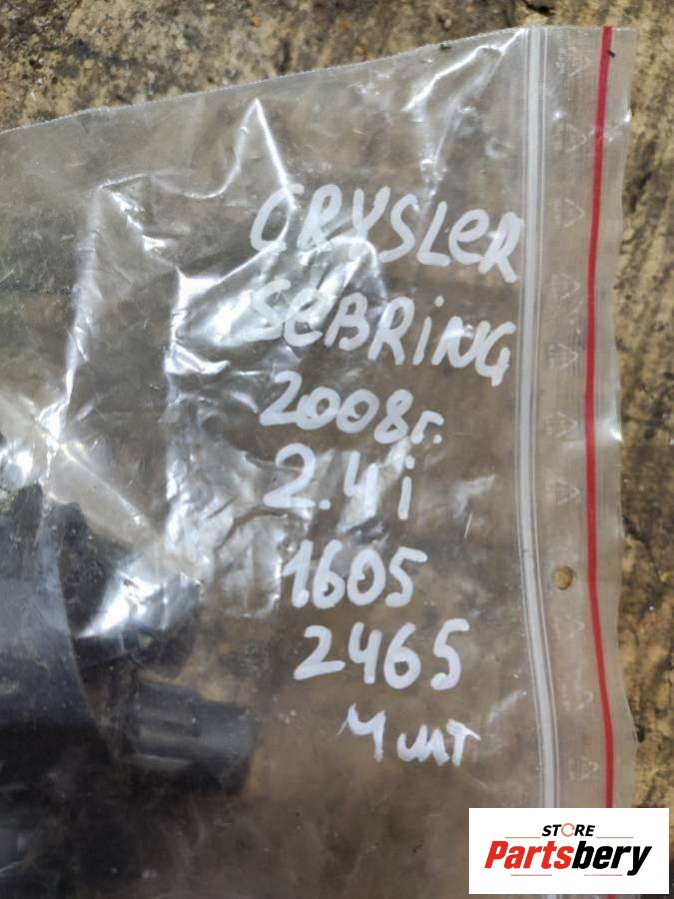 CRYSLER
SEBRING
2008г.
2.4i
1605
2465
4 шт
STORE
Partsbery